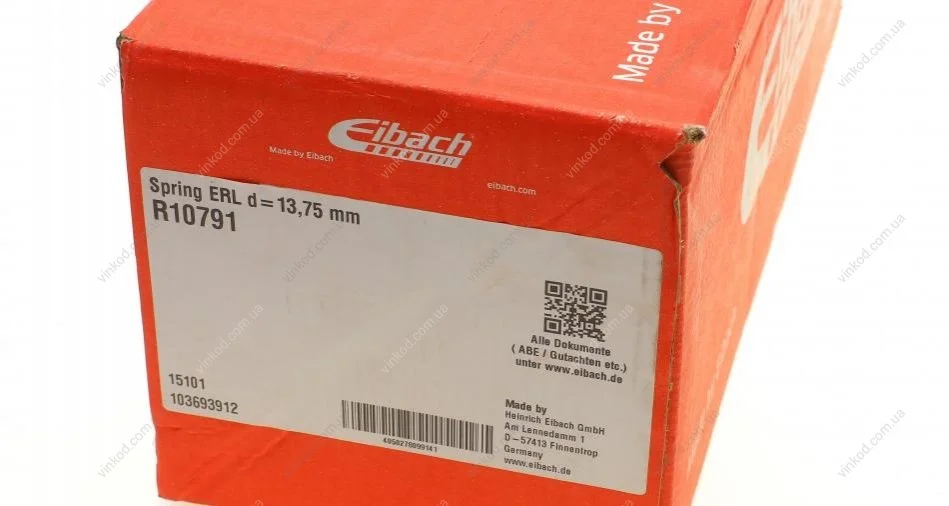 Made by
Eibach
Made by Eibach
eibach.com
Spring ERL d=13,75 mm
R10791
Alle Dokumente
( ABE / Gutachten etc.)
unter www.eibach.de
15101
103693912
Made by
Heinrich Eibach GmbH
Am Lennedamm 1
D-57413 Finnentrop
Germany
www.eibach.de
vinkod.com.ua